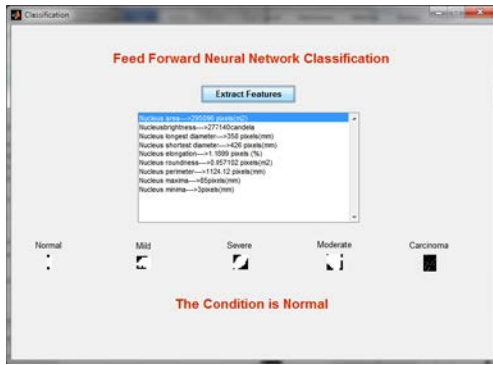 Classification
Feed Forward Neural Network Classification
Extract Features
Nucleus area--->295096 pixels(m2)
Nucleusbrightness--->277140candela
Nucleus longest diameter--->358 pixels(mm)
Nucleus shortest diameter--->426 pixels(mm)
Nucleus elongation--->1.1899 pixels (%)
Nucleus roundness--->0.857102 pixels(m2)
Nucleus perimeter--->1124.12 pixels(mm)
Nucleus maxima--->85pixels(mm)
Nucleus minima--->3pixels(mm)
Normal Mild Severe Moderate Carcinoma
The Condition is Normal